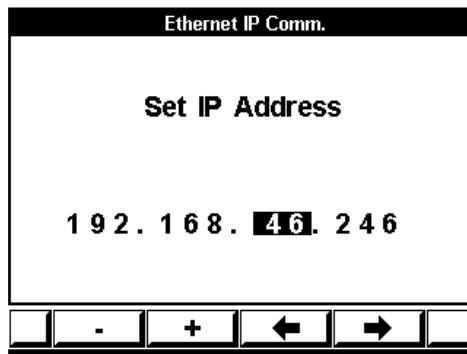 Ethernet IP Comm.
Set IP Address
192.168.46.246
- + ← →